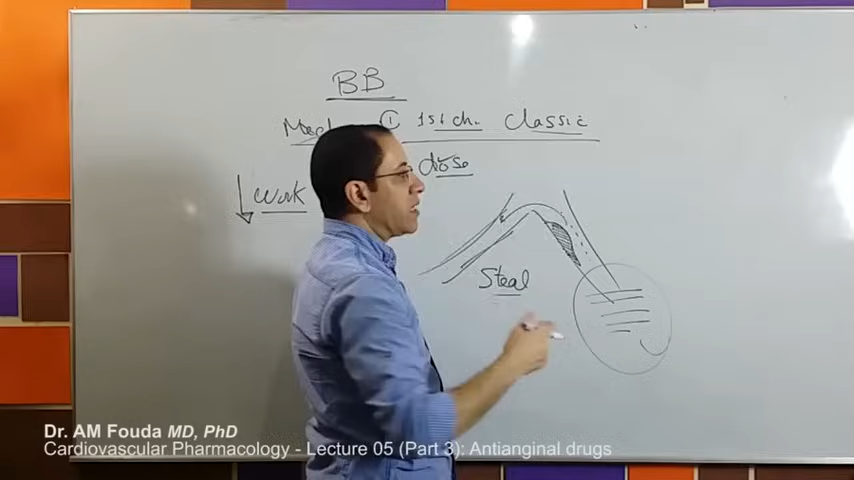 BB
① 1st ch. Classic
dose
↓ Work
Steal
Dr. AM Fouda MD, PhD
Cardiovascular Pharmacology - Lecture 05 (Part 3): Antianginal drugs